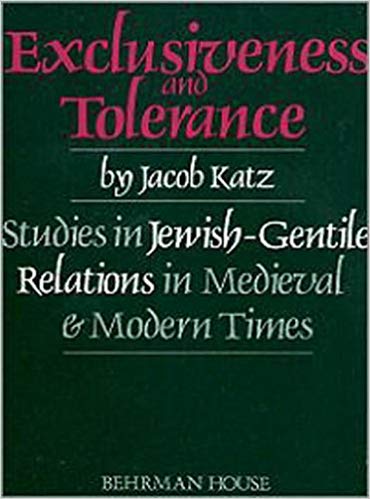 Exclusiveness
and
Tolerance
by Jacob Katz
Studies in Jewish-Gentile
Relations in Medieval
& Modern Times
BEHRMAN HOUSE